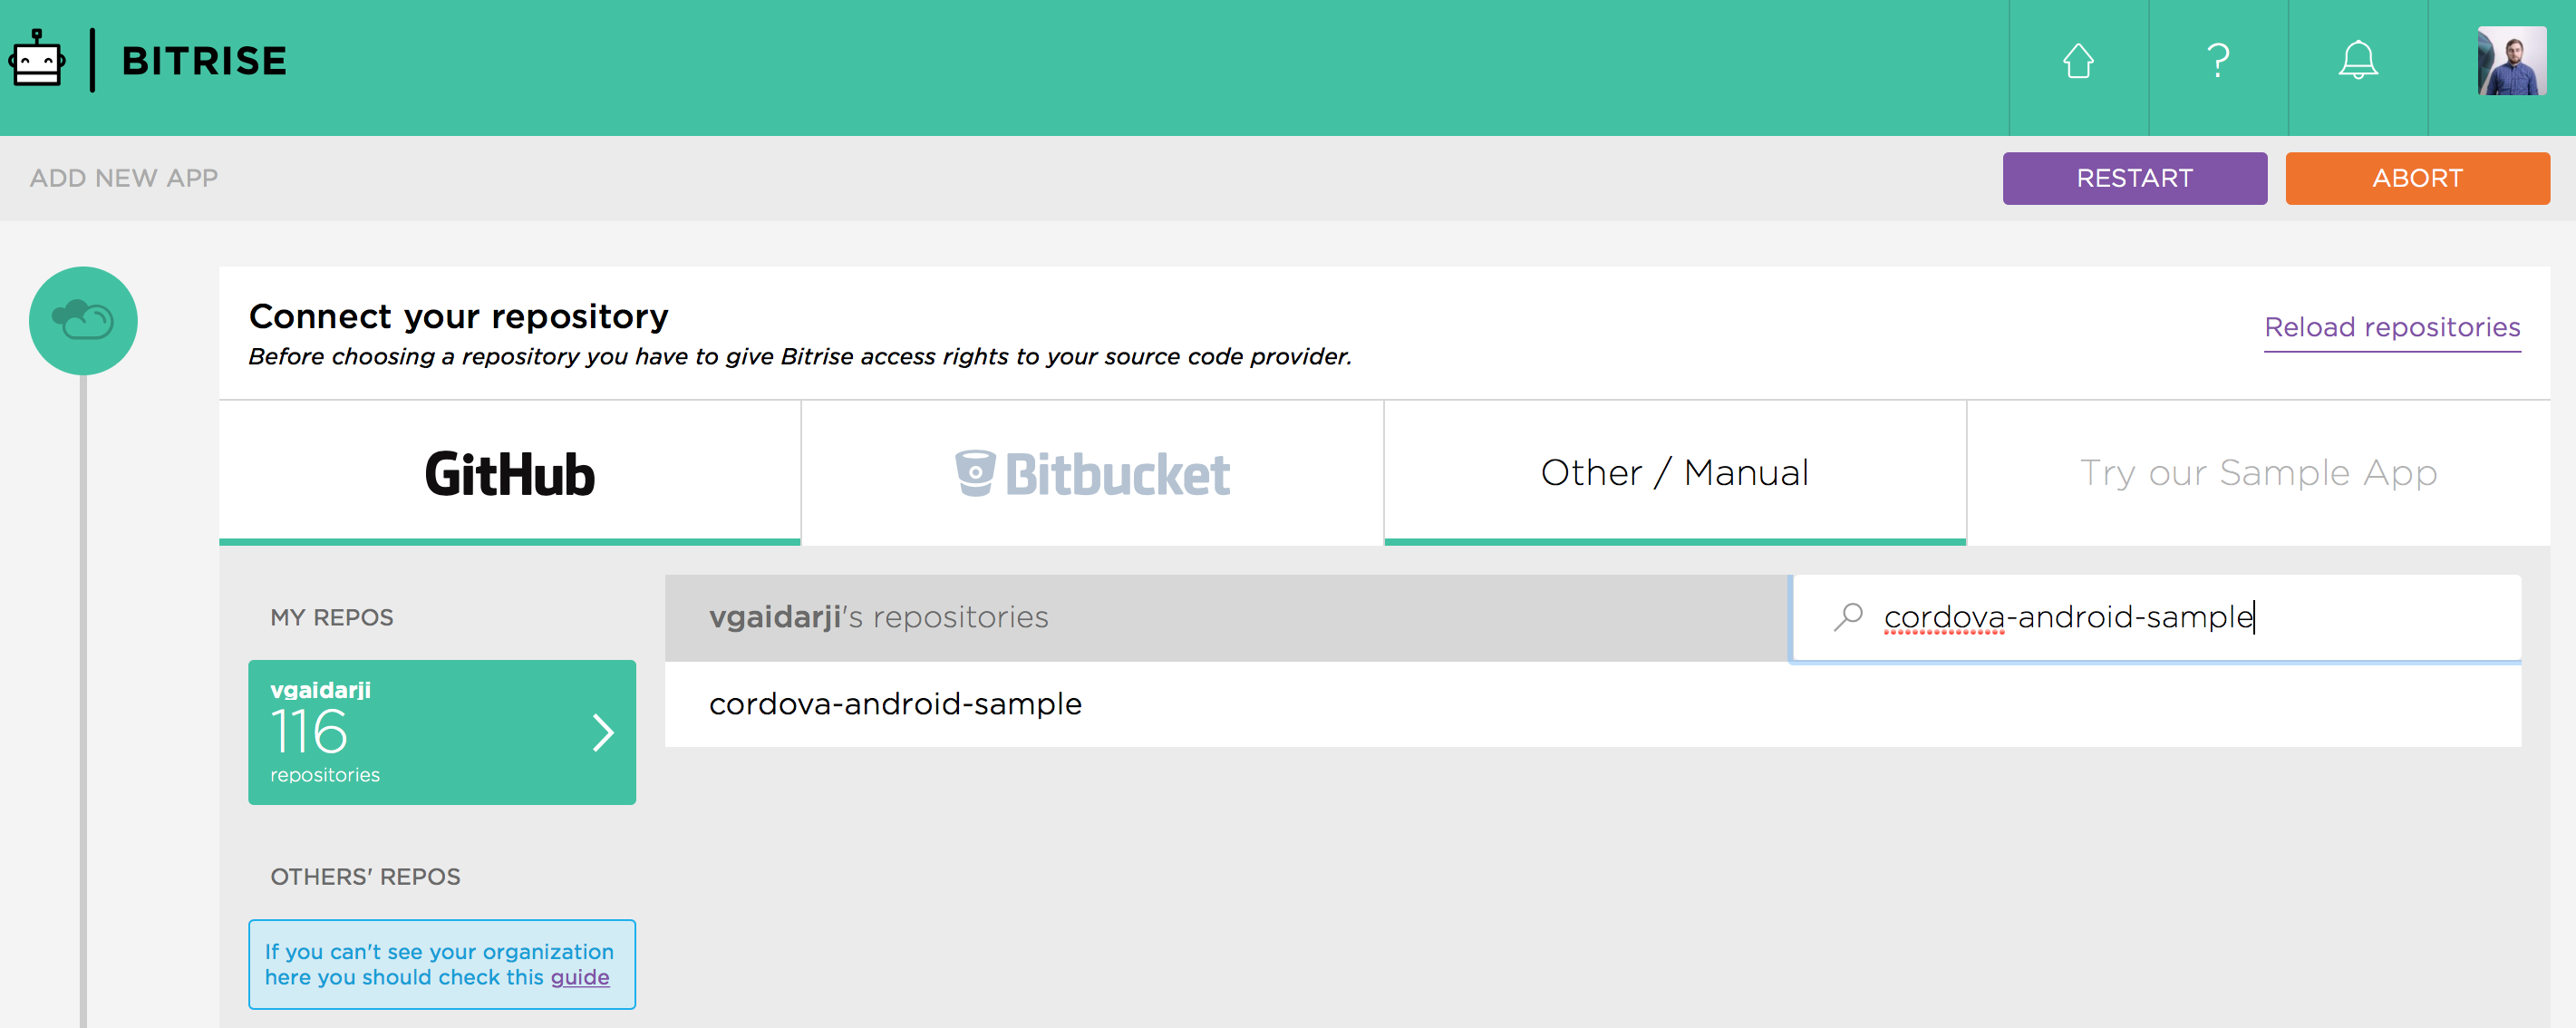 BITRISE
?
ADD NEW APP
RESTART
ABORT
Connect your repository
Before choosing a repository you have to give Bitrise access rights to your source code provider.
Reload repositories
GitHub
Bitbucket
Other / Manual
Try our Sample App
MY REPOS
vgaidarji's repositories
cordova-android-sample
vgaidarji
116
repositories
cordova-android-sample
OTHERS' REPOS
If you can't see your organization
here you should check this guide